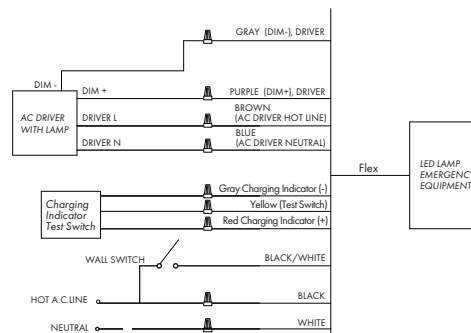 GRAY (DIM-), DRIVER
DIM -
DIM +
PURPLE (DIM+), DRIVER
AC DRIVER
WITH LAMP
DRIVER L
BROWN
(AC DRIVER HOT LINE)
DRIVER N
BLUE
(AC DRIVER NEUTRAL)
Flex
LED LAMP
EMERGENCY
EQUIPMENT
Charging
Indicator
Test Switch
Gray Charging Indicator (-)
Yellow (Test Switch)
Red Charging Indicator (+)
WALL SWITCH
BLACK/WHITE
HOT A.C.LINE
BLACK
NEUTRAL
WHITE